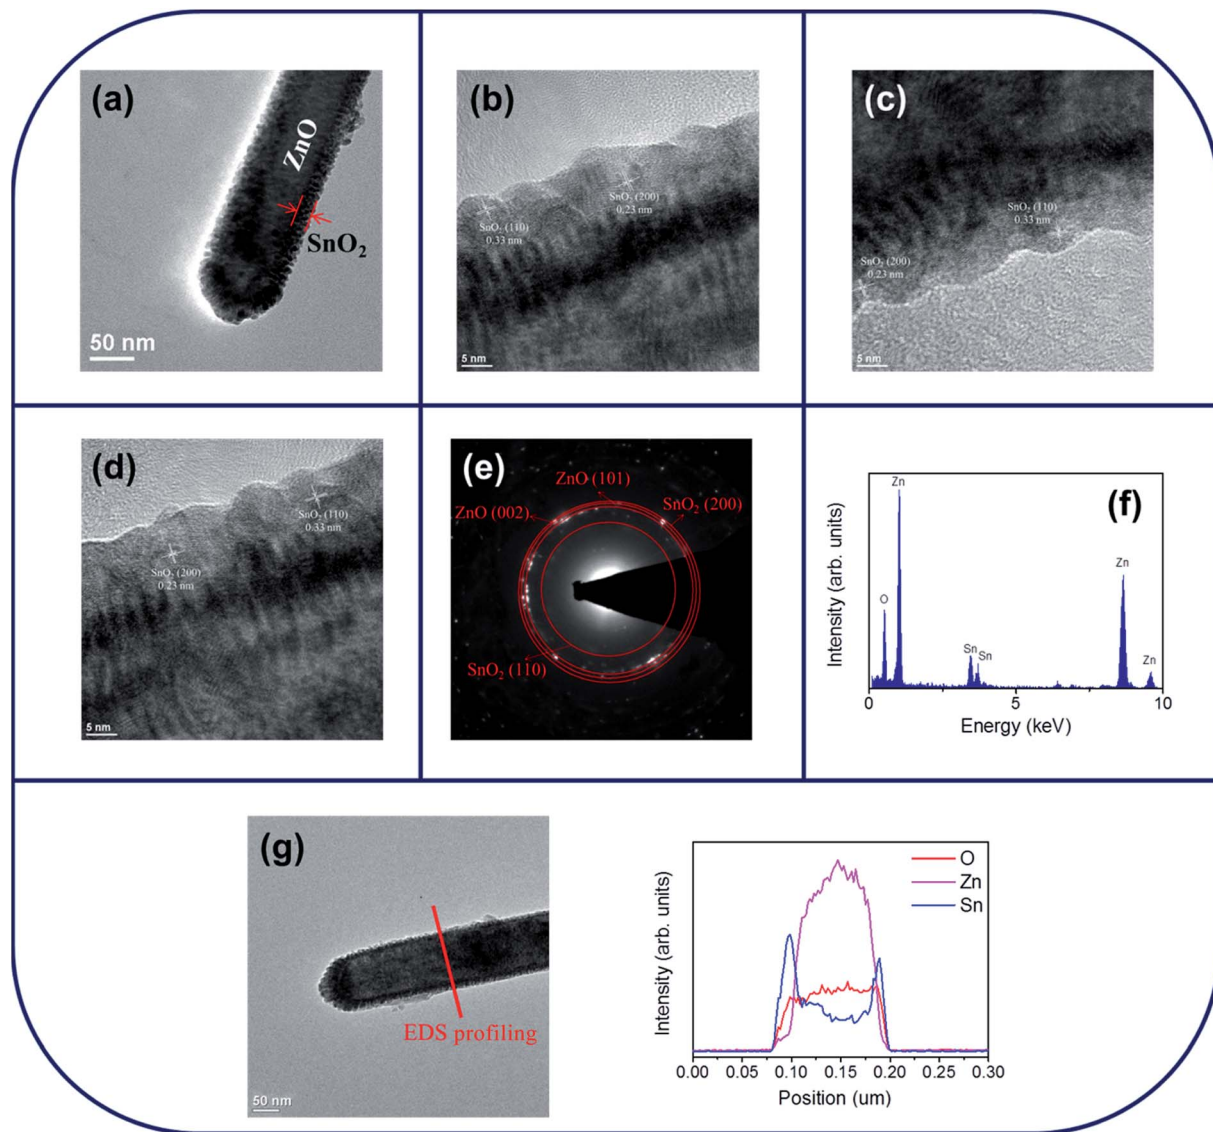 (a)
ZnO
SnO₂
50 nm
(b)
SnO₂ (200)
0.23 nm
SnO₂ (110)
0.33 nm
5 nm
(c)
SnO₂ (110)
0.33 nm
SnO₂ (200)
0.23 nm
5 nm
(d)
SnO₂ (110)
0.33 nm
SnO₂ (200)
0.23 nm
5 nm
(e)
ZnO (101)
ZnO (002)
SnO₂ (200)
SnO₂ (110)
(f)
Intensity (arb. units)
Zn
O
Sn
Sn
Zn
Zn
0 5 10
Energy (keV)
(g)
EDS profiling
50 nm
Intensity (arb. units)
O
Zn
Sn
0.00 0.05 0.10 0.15 0.20 0.25 0.30
Position (um)